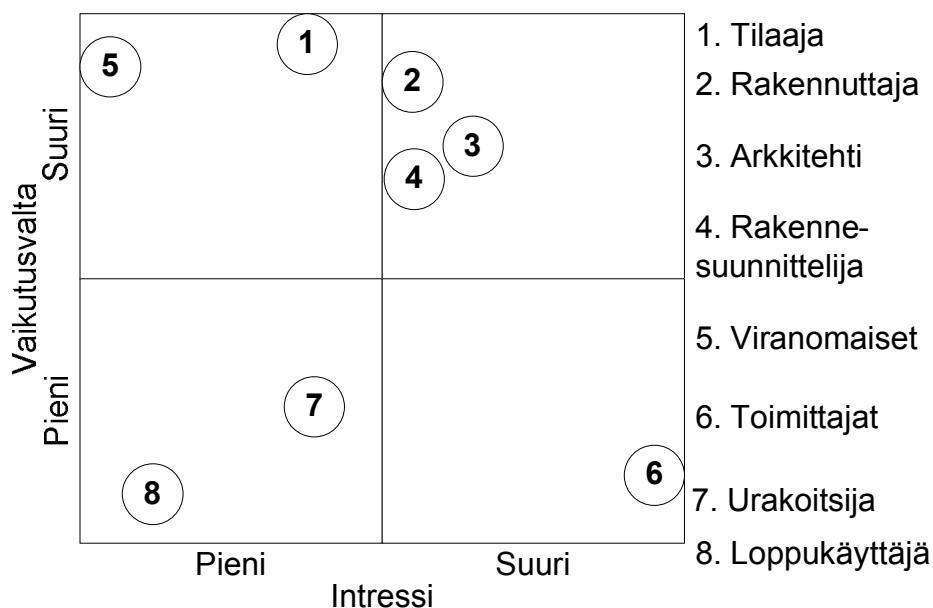 5
1
2
3
4
7
8
6
Vaikutusvalta
Suuri
Pieni
Pieni
Suuri
Intressi
1. Tilaaja
2. Rakennuttaja
3. Arkkitehti
4. Rakenne-
suunnittelija
5. Viranomaiset
6. Toimittajat
7. Urakoitsija
8. Loppukäyttäjä